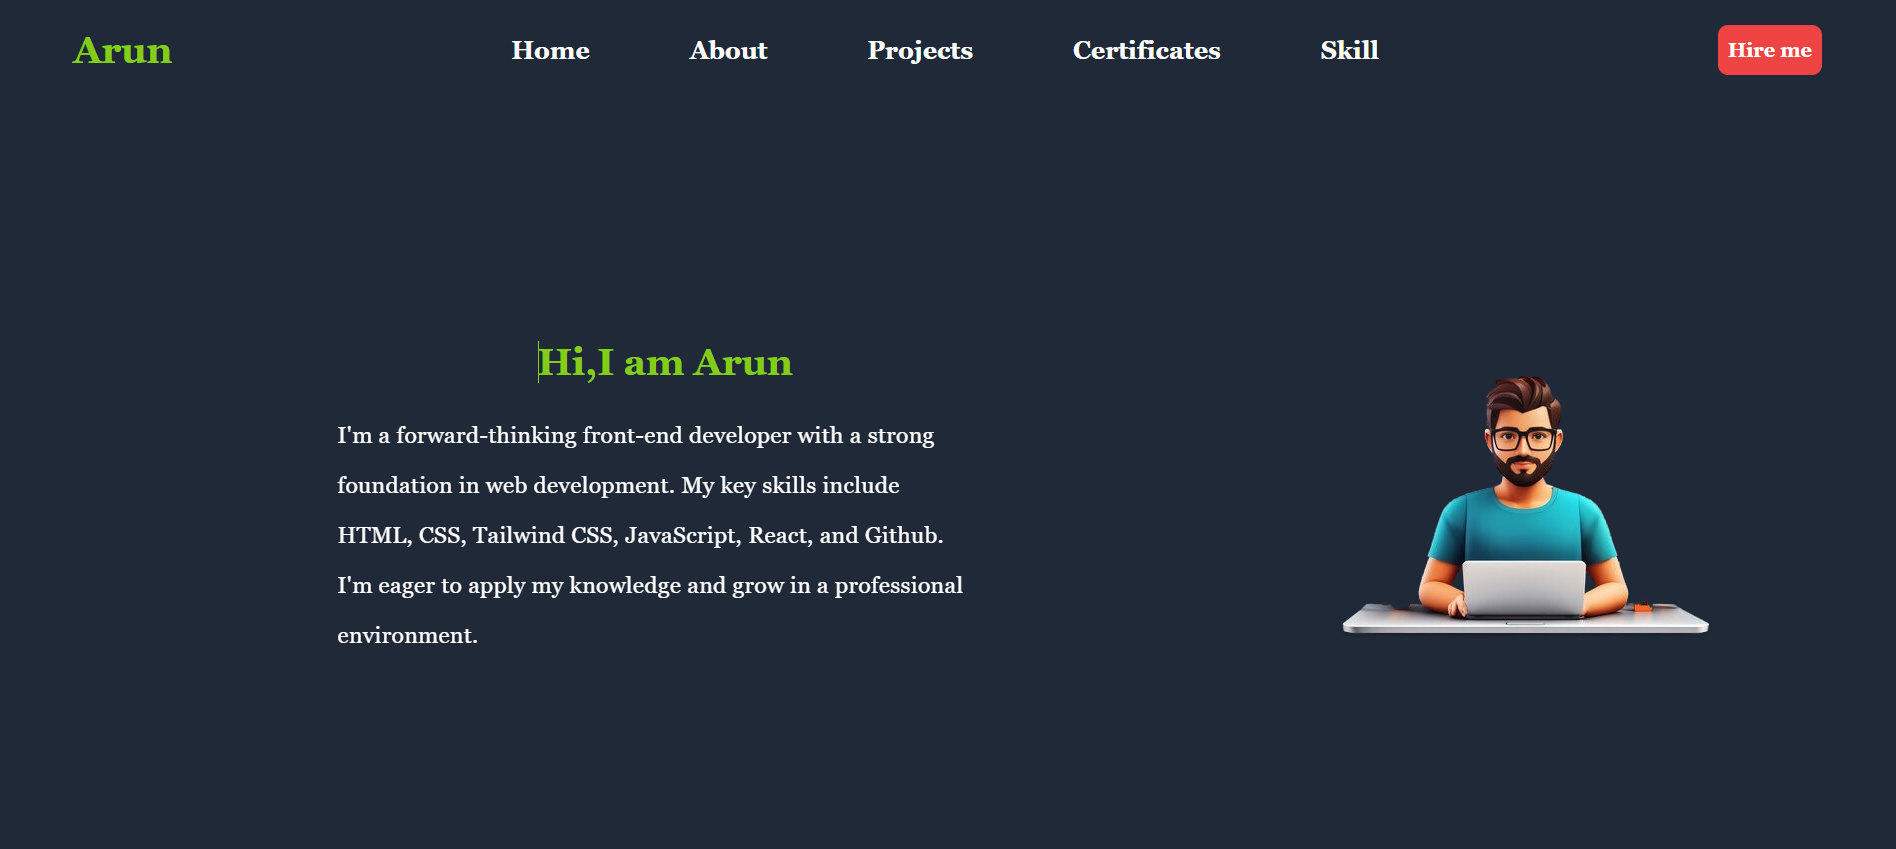 Arun
Home
About
Projects
Certificates
Skill
Hire me
Hi,I am Arun
I'm a forward-thinking front-end developer with a strong
foundation in web development. My key skills include
HTML, CSS, Tailwind CSS, JavaScript, React, and Github.
I'm eager to apply my knowledge and grow in a professional
environment.